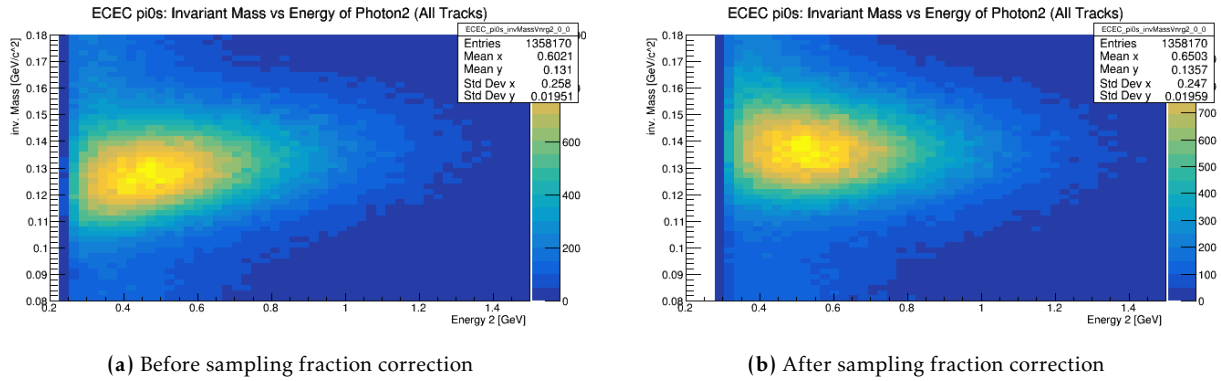 ECEC pi0s: Invariant Mass vs Energy of Photon2 (All Tracks)
ECEC_pi0s_invMassVnrg2_0_0
Entries 1358170
Mean x 0.6021
Mean y 0.131
Std Dev x 0.258
Std Dev y 0.01951
inv. Mass [GeV/c^2]
0.18
0.17
0.16
0.15
0.14
0.13
0.12
0.11
0.1
0.09
0.08
0.2 0.4 0.6 0.8 1 1.2 1.4
Energy 2 [GeV]
600
400
200
0
(a) Before sampling fraction correction
ECEC pi0s: Invariant Mass vs Energy of Photon2 (All Tracks)
ECEC_pi0s_invMassVnrg2_0_0
Entries 1358170
Mean x 0.6503
Mean y 0.1357
Std Dev x 0.247
Std Dev y 0.01959
inv. Mass [GeV/c^2]
0.18
0.17
0.16
0.15
0.14
0.13
0.12
0.11
0.1
0.09
0.08
0.2 0.4 0.6 0.8 1 1.2 1.4
Energy 2 [GeV]
700
600
500
400
300
200
100
0
(b) After sampling fraction correction